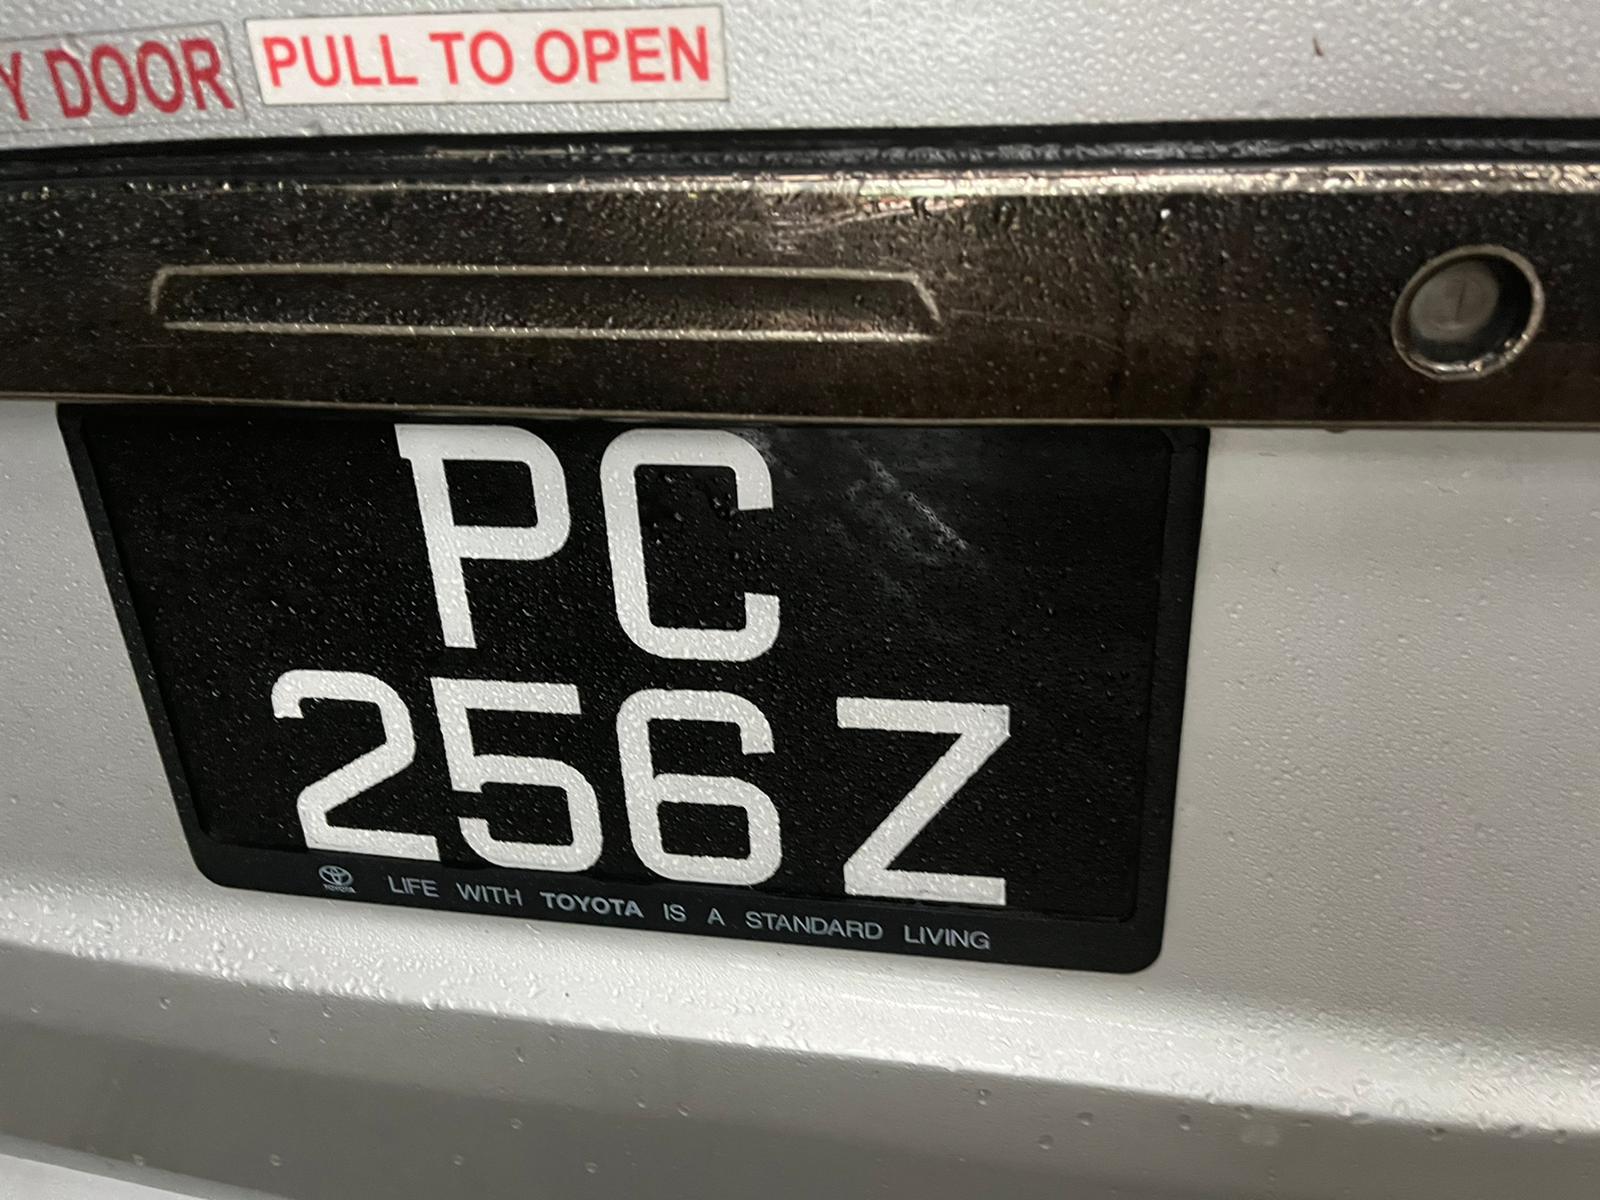 Y DOOR PULL TO OPEN
PC
256 Z
TOYOTA LIFE WITH TOYOTA IS A STANDARD LIVING